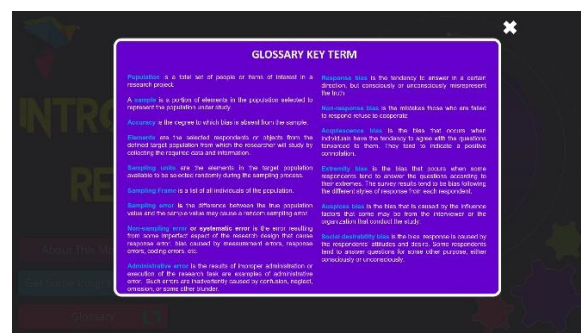 GLOSSARY KEY TERM
Population is a total set of people or items of interest in a
research project.
A sample is a portion of elements in the population selected to
represent the population under study.
Accuracy is the degree to which bias is absent from the sample.
Elements are the selected respondents or objects from the
defined target population from which the researcher will study by
collecting the required data and information.
Sampling units are the elements in the target population
available to be selected randomly during the sampling process.
Sampling Frame is a list of all individuals of the population.
Sampling error is the difference between the true population
value and the sample value may cause a random sampling error.
Non-sampling error or systematic error is the error resulting
from some imperfect aspect of the research design that cause
response error, bias caused by measurement errors, response
errors, coding errors, etc.
Administrative error is the results of improper administration or
execution of the research task are examples of administrative
error. Such errors are inadvertently caused by confusion, neglect,
omission, or some other blunder.
Response bias is the tendency to answer in a certain
direction, but consciously or unconsciously misrepresent
the truth
Non-response bias is the mistakes those who are failed
to respond refuse to cooperate
Acquiescence bias is the bias that occurs when
individuals have the tendency to agree with the questions
forwarded to them. They tend to indicate a positive
connotation.
Extremity bias is the bias that occurs when some
respondents tend to answer the questions according to
their extremes. The survey results tend to be bias following
the different styles of response from each respondent.
Auspices bias is the bias that is caused by the influence
factors that come may be from the interviewer or the
organization that conduct the study.
Social desirability bias is the bias response is caused by
the respondents' attitudes and desire. Some respondents
tend to answer questions for some other purpose, either
consciously or unconsciously.
INTRO
RE
About This
Glossary